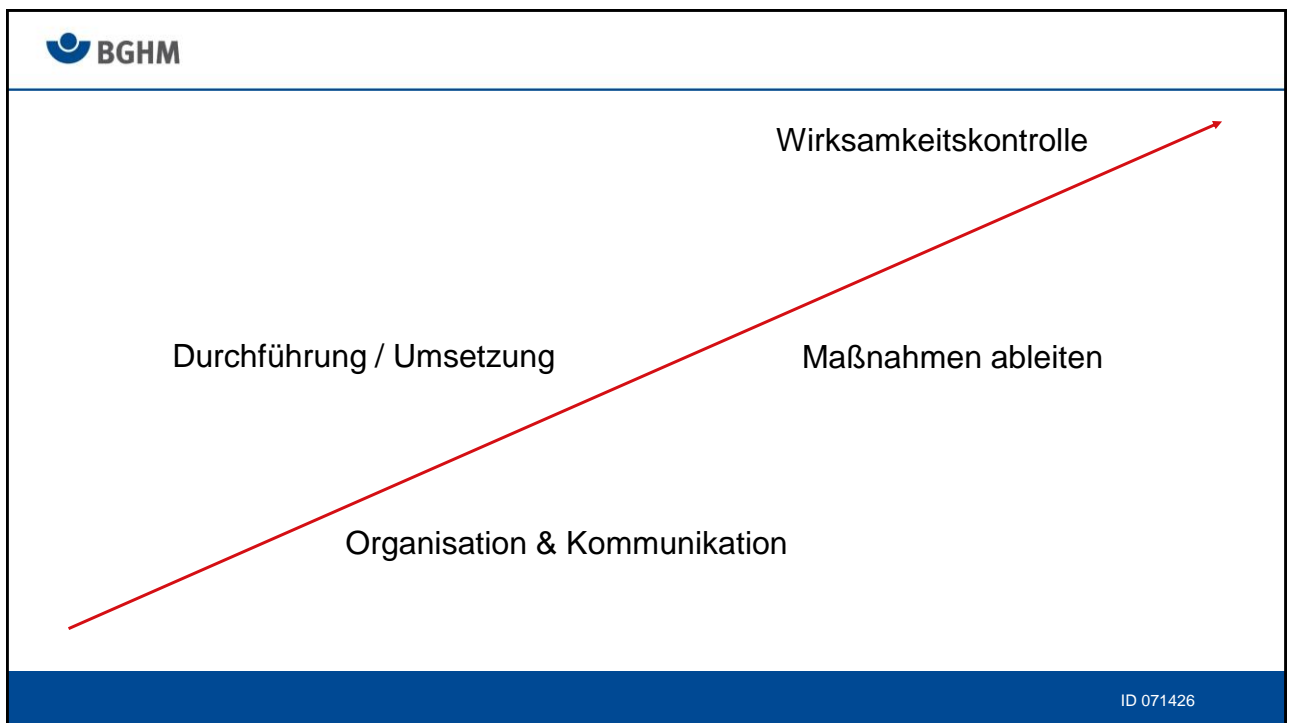 BGHM
Wirksamkeitskontrolle
Durchführung / Umsetzung
Maßnahmen ableiten
Organisation & Kommunikation
ID 071426